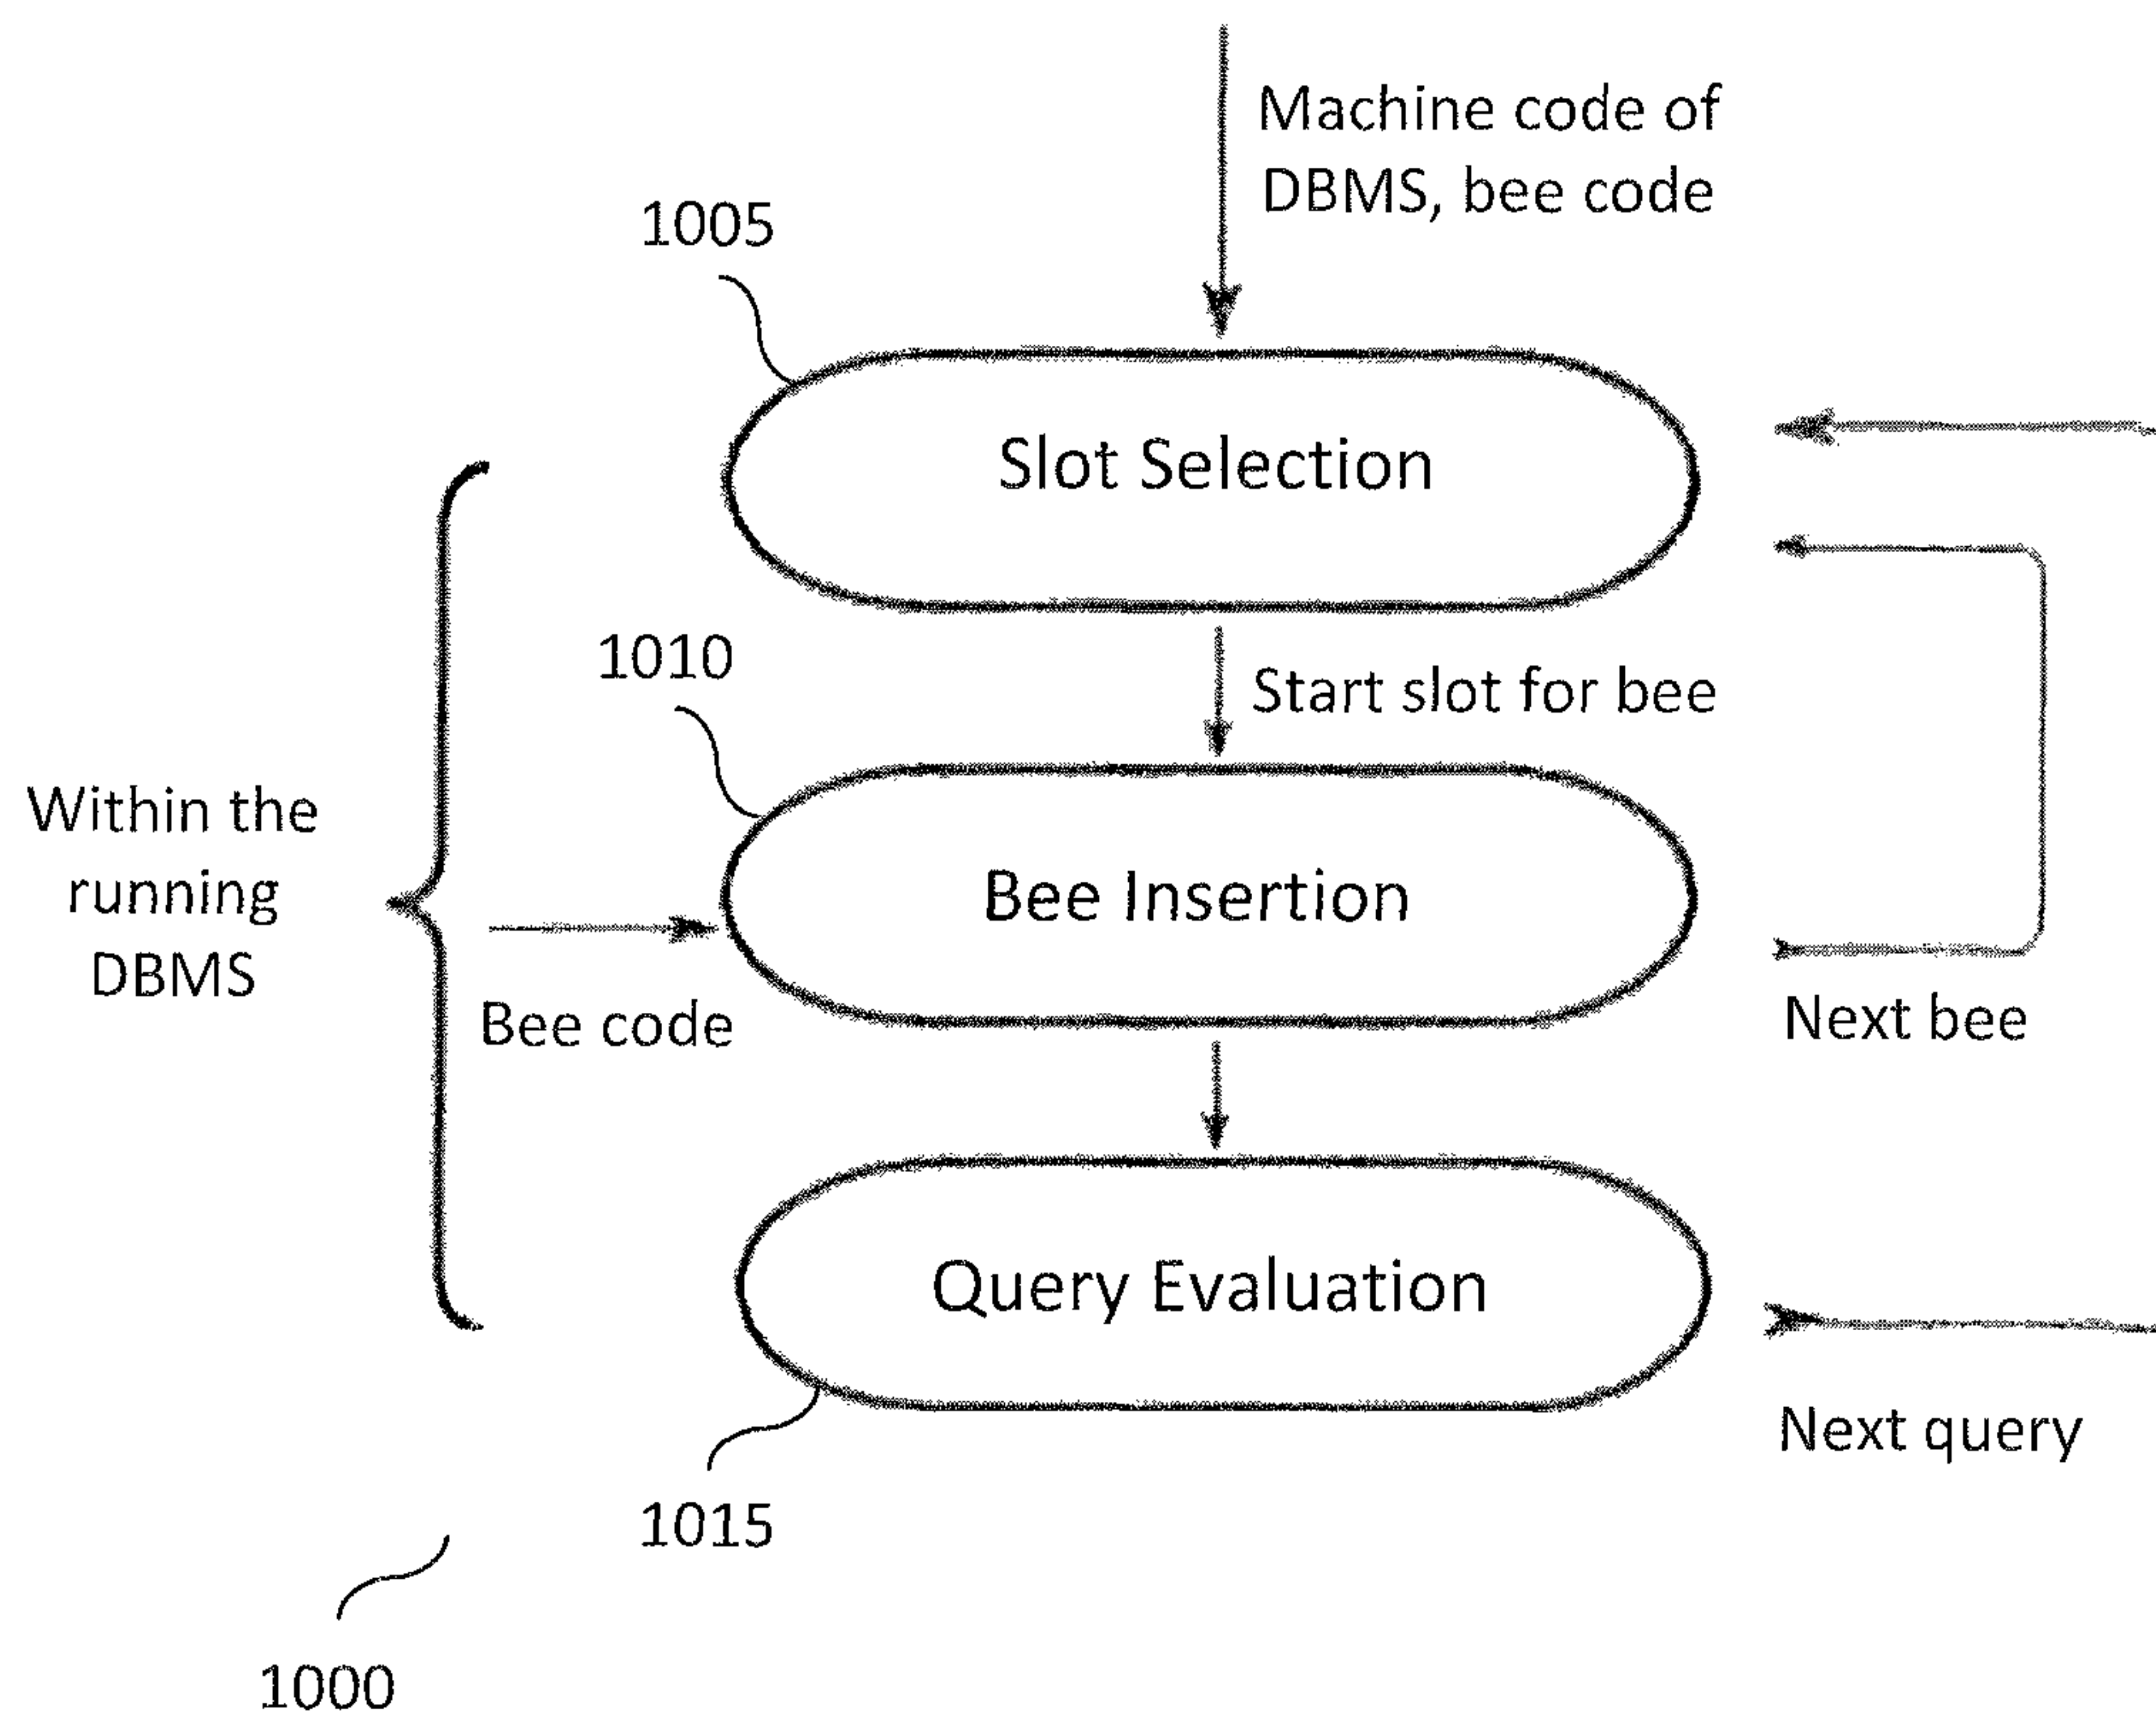 Machine code of
DBMS, bee code
1005
Slot Selection
1010
Start slot for bee
Within the
running
DBMS
Bee Insertion
Bee code
Next bee
Query Evaluation
Next query
1015
1000